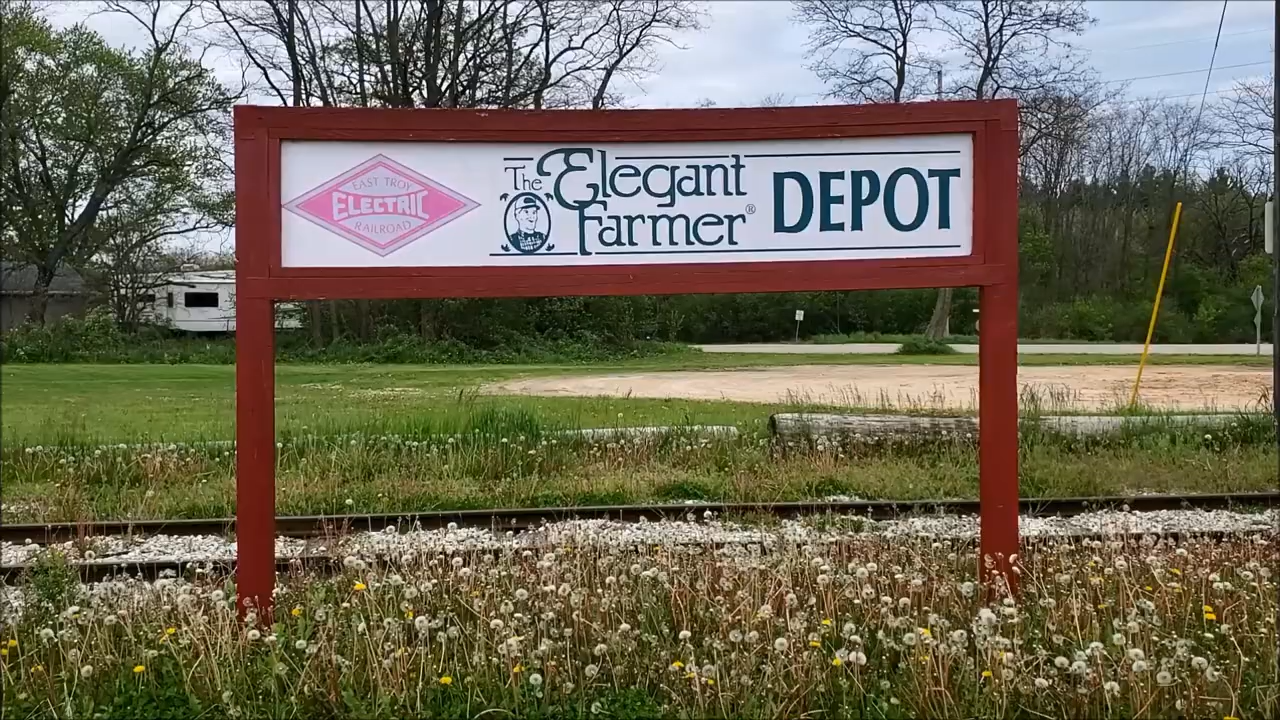 EAST TROY
ELECTRIC
RAILROAD
The Elegant
Farmer®
DEPOT